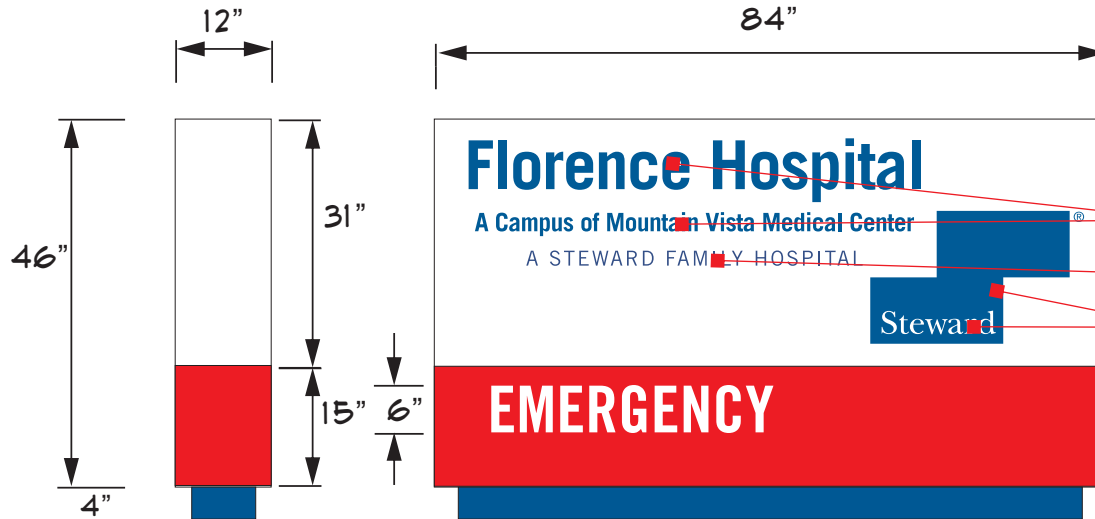 12”
84”
46”
31”
15”
6”
4”
Florence Hospital
A Campus of Mountain Vista Medical Center
A STEWARD FAMILY HOSPITAL
®
Steward
EMERGENCY